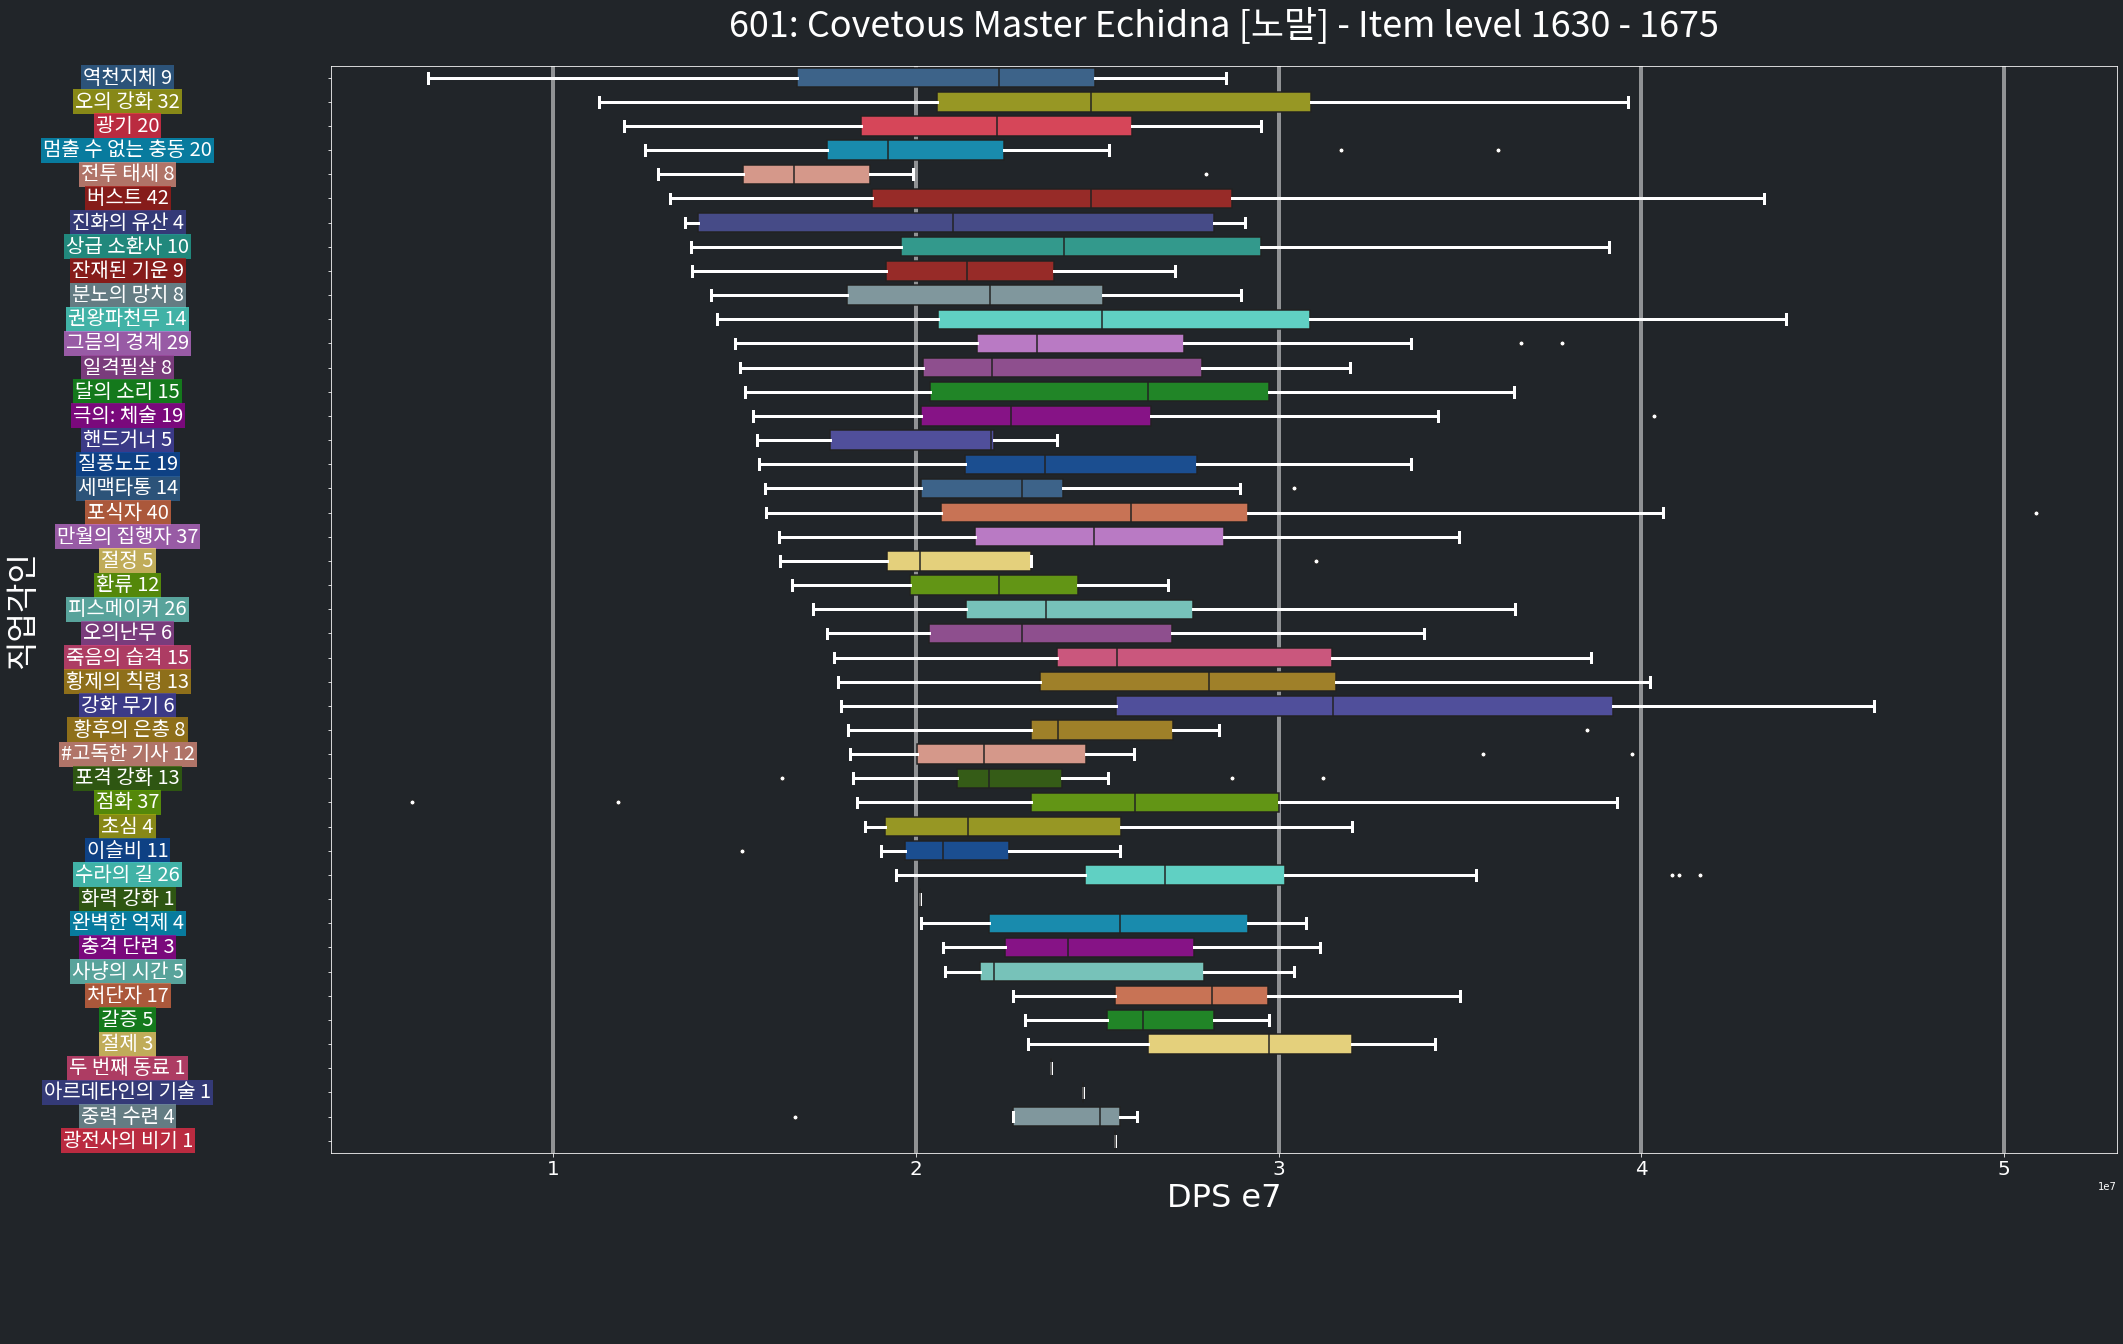 601: Covetous Master Echidna [노말] - Item level 1630 - 1675
역천지체 9
오의 강화 32
광기 20
멈출 수 없는 충동 20
전투 태세 8
버스트 42
진화의 유산 4
상급 소환사 10
잔재된 기운 9
분노의 망치 8
권왕파천무 14
그믐의 경계 29
일격필살 8
달의 소리 15
극의: 체술 19
핸드거너 5
질풍노도 19
세맥타통 14
포식자 40
만월의 집행자 37
절정 5
환류 12
피스메이커 26
오의난무 6
죽음의 습격 15
황제의 칙령 13
강화 무기 6
황후의 은총 8
#고독한 기사 12
포격 강화 13
점화 37
초심 4
이슬비 11
수라의 길 26
화력 강화 1
완벽한 억제 4
충격 단련 3
사냥의 시간 5
처단자 17
갈증 5
절제 3
두 번째 동료 1
아르데타인의 기술 1
중력 수련 4
광전사의 비기 1
직업각인
1 2 3 4 5
DPS e7
1e7